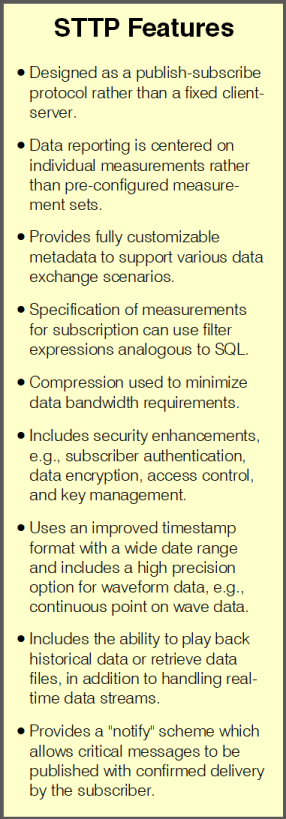 STTP Features
● Designed as a publish-subscribe
protocol rather than a fixed client-
server.
● Data reporting is centered on
individual measurements rather
than pre-configured measure-
ment sets.
● Provides fully customizable
metadata to support various data
exchange scenarios.
● Specification of measurements
for subscription can use filter
expressions analogous to SQL.
● Compression used to minimize
data bandwidth requirements.
● Includes security enhancements,
e.g., subscriber authentication,
data encryption, access control,
and key management.
● Uses an improved timestamp
format with a wide date range
and includes a high precision
option for waveform data, e.g.,
continuous point on wave data.
● Includes the ability to play back
historical data or retrieve data
files, in addition to handling real-
time data streams.
● Provides a "notify" scheme which
allows critical messages to be
published with confirmed delivery
by the subscriber.